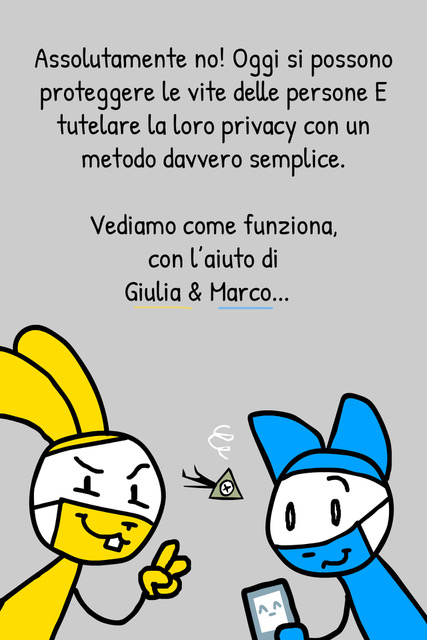 Assolutamente no! Oggi si possono
proteggere le vite delle persone E
tutelare la loro privacy con un
metodo davvero semplice.
Vediamo come funziona,
con l'aiuto di
Giulia & Marco...